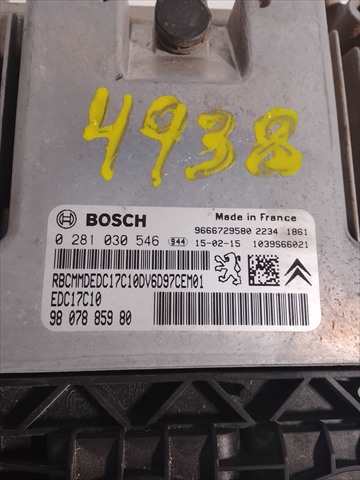 4938
BOSCH
Made in France
9666729580 2234 1861
0 281 030 546 S44 15-02-15 1039S66021
RBCMMDEDC17C10DV6D97CEM01
EDC17C10
98 078 859 80